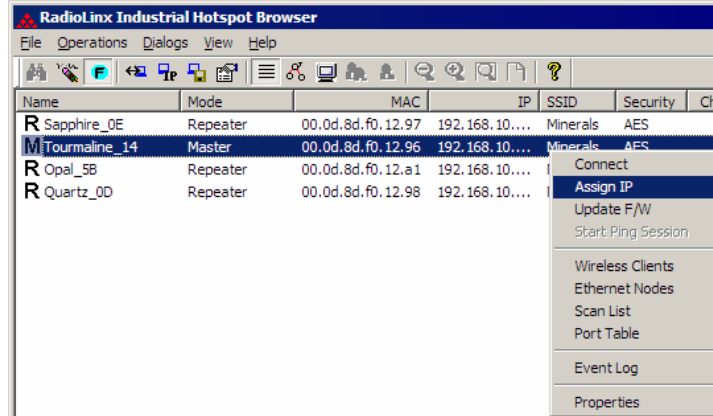 RadioLinx Industrial Hotspot Browser
File Operations Dialogs View Help
Name Mode MAC IP SSID Security
R Sapphire_0E Repeater 00.0d.8d.f0.12.97 192.168.10.... Minerals AES
M Tourmaline_14 Master 00.0d.8d.f0.12.96 192.168.10.... Minerals AES
R Opal_5B Repeater 00.0d.8d.f0.12.a1 192.168.10....
R Quartz_0D Repeater 00.0d.8d.f0.12.98 192.168.10....
Connect
Assign IP
Update F/W
Start Ping Session
Wireless Clients
Ethernet Nodes
Scan List
Port Table
Event Log
Properties